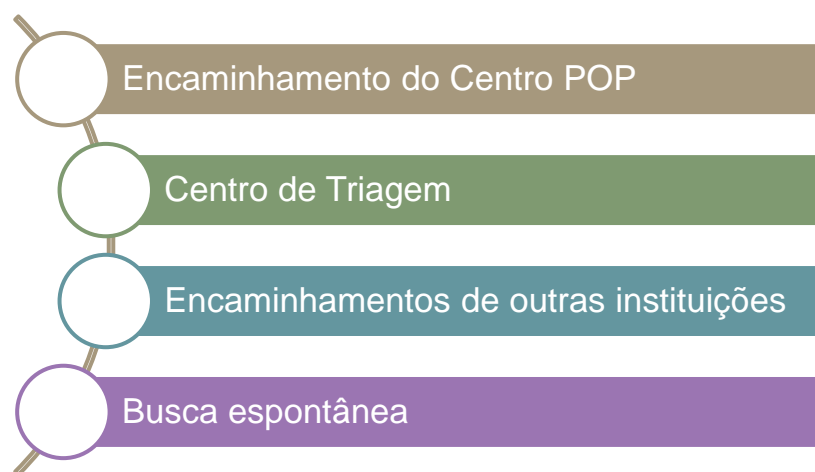 Encaminhamento do Centro POP
Centro de Triagem
Encaminhamentos de outras instituições
Busca espontânea